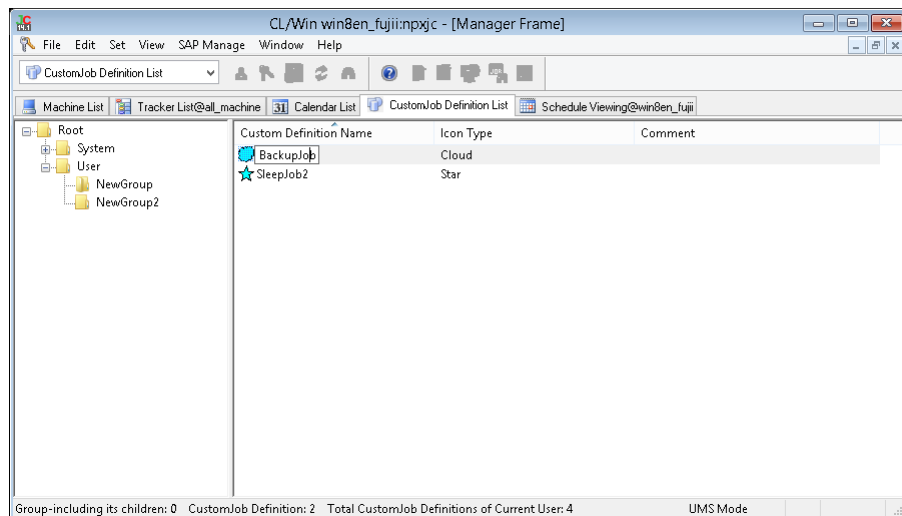 CL/Win win8en_fujii:npxjc - [Manager Frame]
File Edit Set View SAP Manage Window Help
CustomJob Definition List
Machine List Tracker List@all_machine 31 Calendar List CustomJob Definition List Schedule Viewing@win8en_fujii
Root
System
User
NewGroup
NewGroup2
Custom Definition Name Icon Type Comment
BackupJob Cloud
SleepJob2 Star
Group-including its children: 0 CustomJob Definition: 2 Total CustomJob Definitions of Current User: 4 UMS Mode